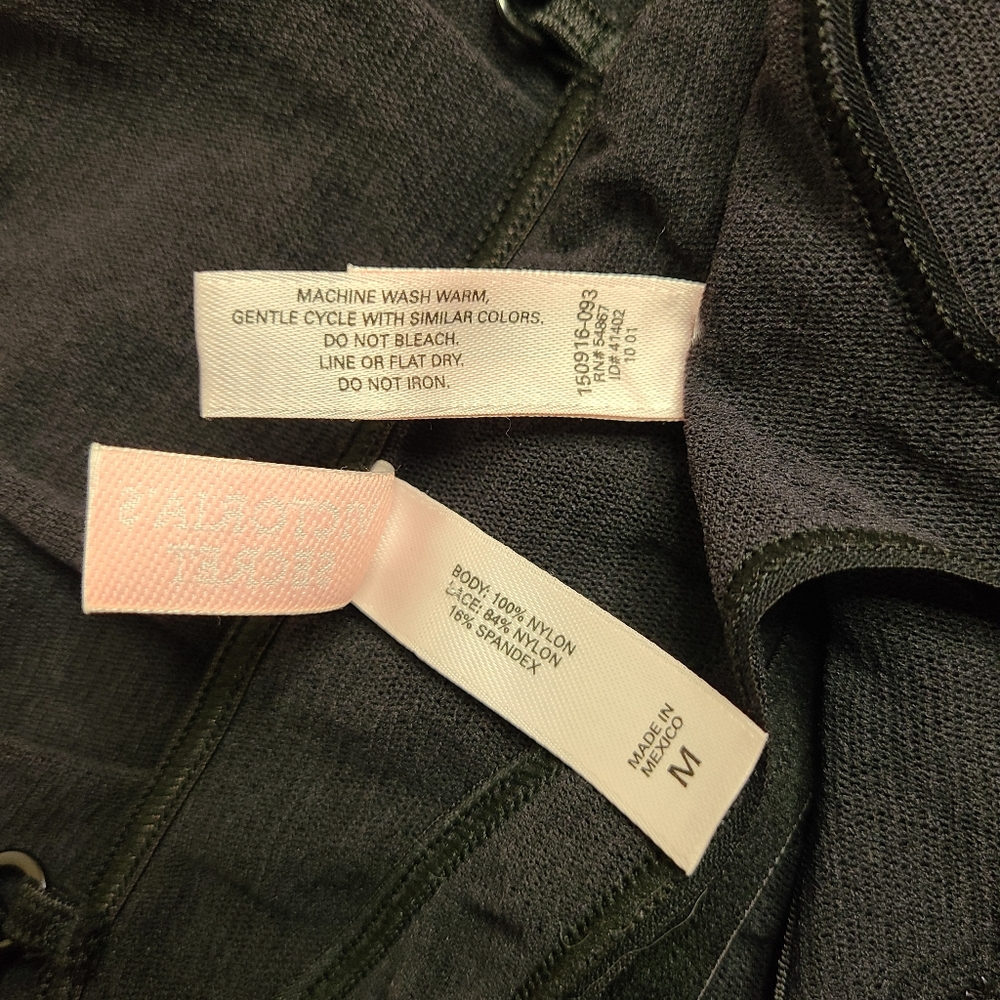 MACHINE WASH WARM,
GENTLE CYCLE WITH SIMILAR COLORS.
DO NOT BLEACH.
LINE OR FLAT DRY.
DO NOT IRON.
150916-093
RN# 54867
ID# 41402
10 01
BODY: 100% NYLON
LACE: 84% NYLON
16% SPANDEX
MADE IN
MEXICO
M